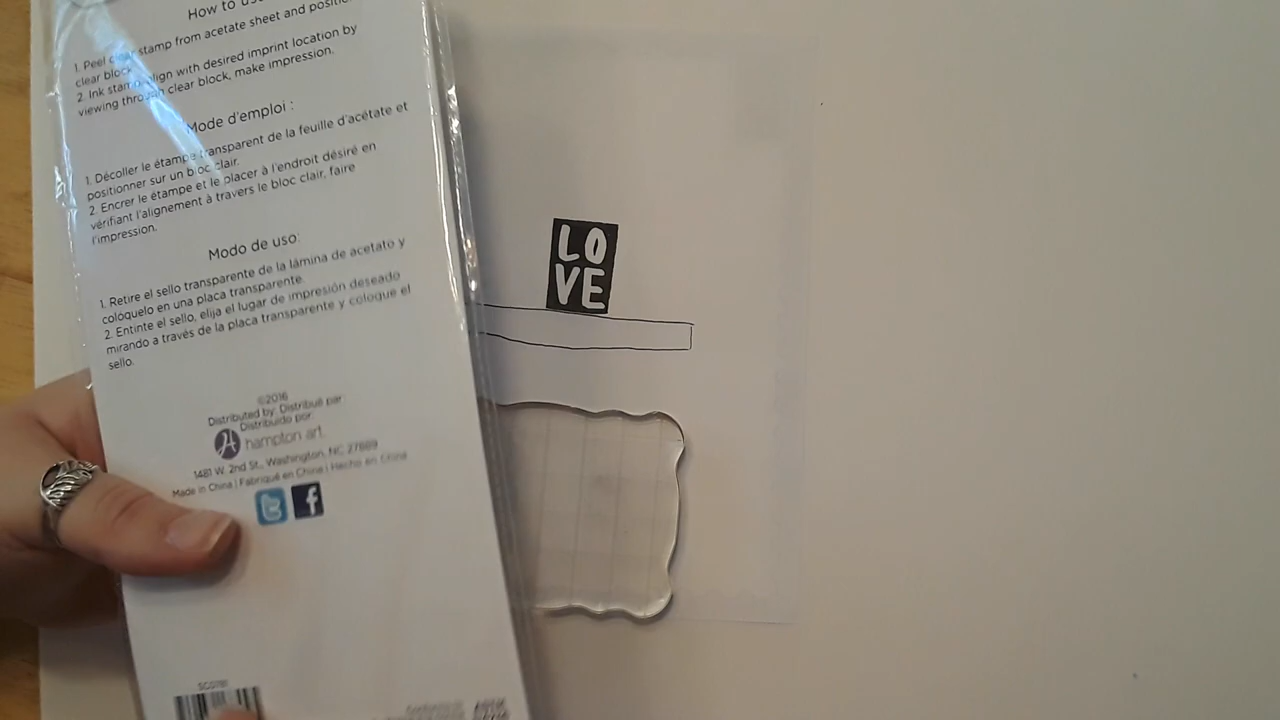 How to use
1. Peel clear stamp from acetate sheet and position
clear block
2. Ink stamp, align with desired imprint location by
viewing through clear block, make impression.
Mode d'emploi :
1. Décoller le étampe transparent de la feuille d'acétate et
positionner sur un bloc clair.
2. Encrer le étampe et le placer à l'endroit désiré en
vérifiant l'alignement à travers le bloc clair, faire
l'impression.
Modo de uso:
1. Retire el sello transparente de la lámina de acetato y
colóquelo en una placa transparente.
2. Entinte el sello, elija el lugar de impresión deseado
mirando a través de la placa transparente y coloque el
sello.
©2016
Distributed by: Distribué par:
Distribuido por:
hampton art.
1481 W. 2nd St., Washington, NC 27889
Made in China | Fabriqué en China | Hecho en China
LO
VE